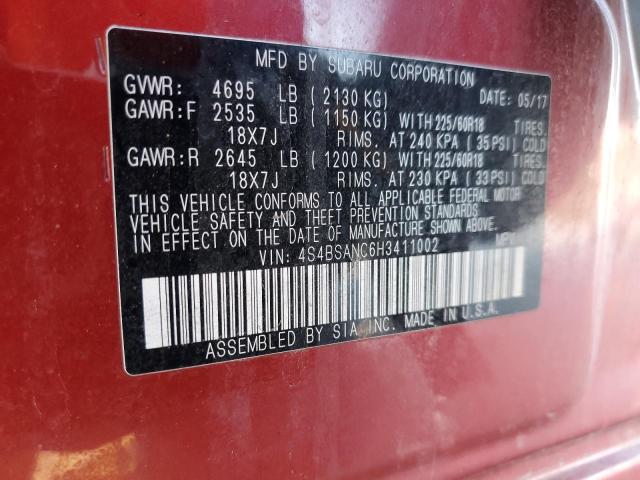 MFD BY SUBARU CORPORATION
GVWR: 4695 LB (2130 KG) DATE: 05/17
GAWR:F 2535 LB (1150 KG) WITH 225/60R18 TIRES.
18X7J RIMS. AT 240 KPA (35 PSI) COLD
GAWR:R 2645 LB (1200 KG) WITH 225/60R18 TIRES.
18X7J RIMS. AT 230 KPA (33 PSI) COLD
THIS VEHICLE CONFORMS TO ALL APPLICABLE FEDERAL MOTOR
VEHICLE SAFETY AND THEFT PREVENTION STANDARDS IN
EFFECT ON THE DATE OF MANUFACTURE SHOWN ABOVE.
VIN: 4S4BSANC6H3411002 MPV
ASSEMBLED BY SIA, INC. MADE IN U.S.A.